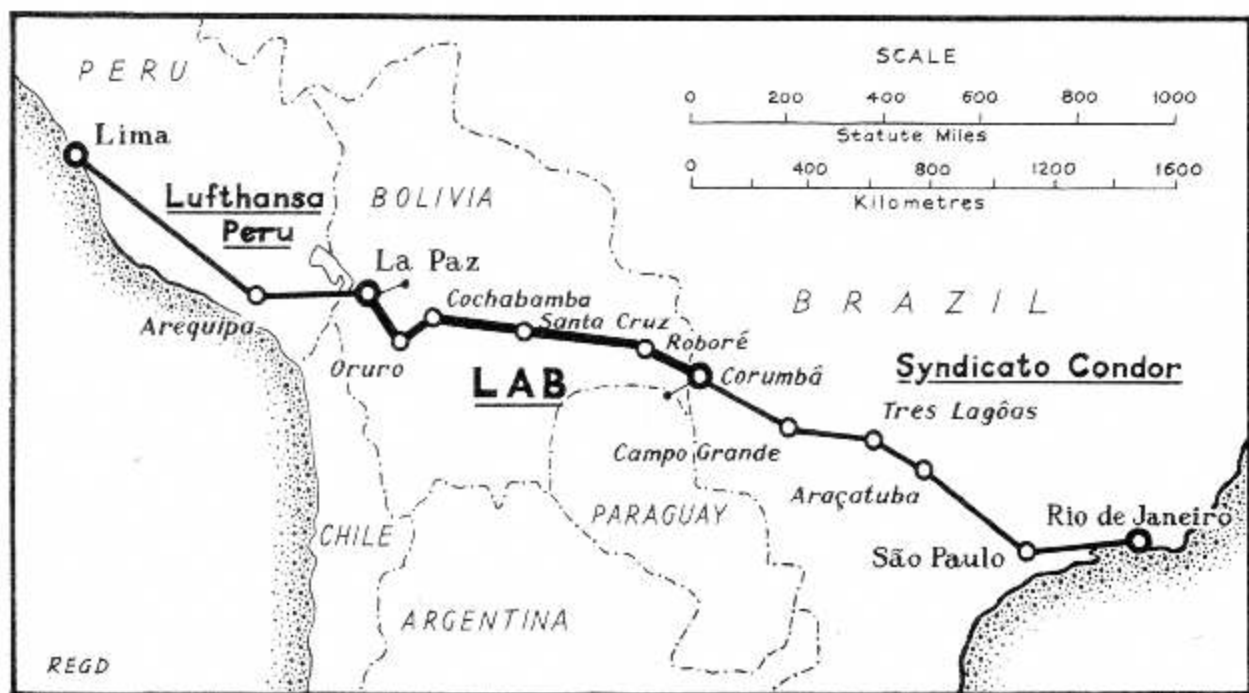 PERU
SCALE
0 200 400 600 800 1000
Statute Miles
0 400 800 1200 1600
Kilometres
Lima
Lufthansa
Peru
BOLIVIA
La Paz
Arequipa
Oruro
Cochabamba
Santa Cruz
Roboré
Corumbâ
LAB
BRAZIL
Syndicato Condor
Tres Lagôas
Campo Grande
Araçatuba
PARAGUAY
CHILE
Rio de Janeiro
São Paulo
ARGENTINA
REGD